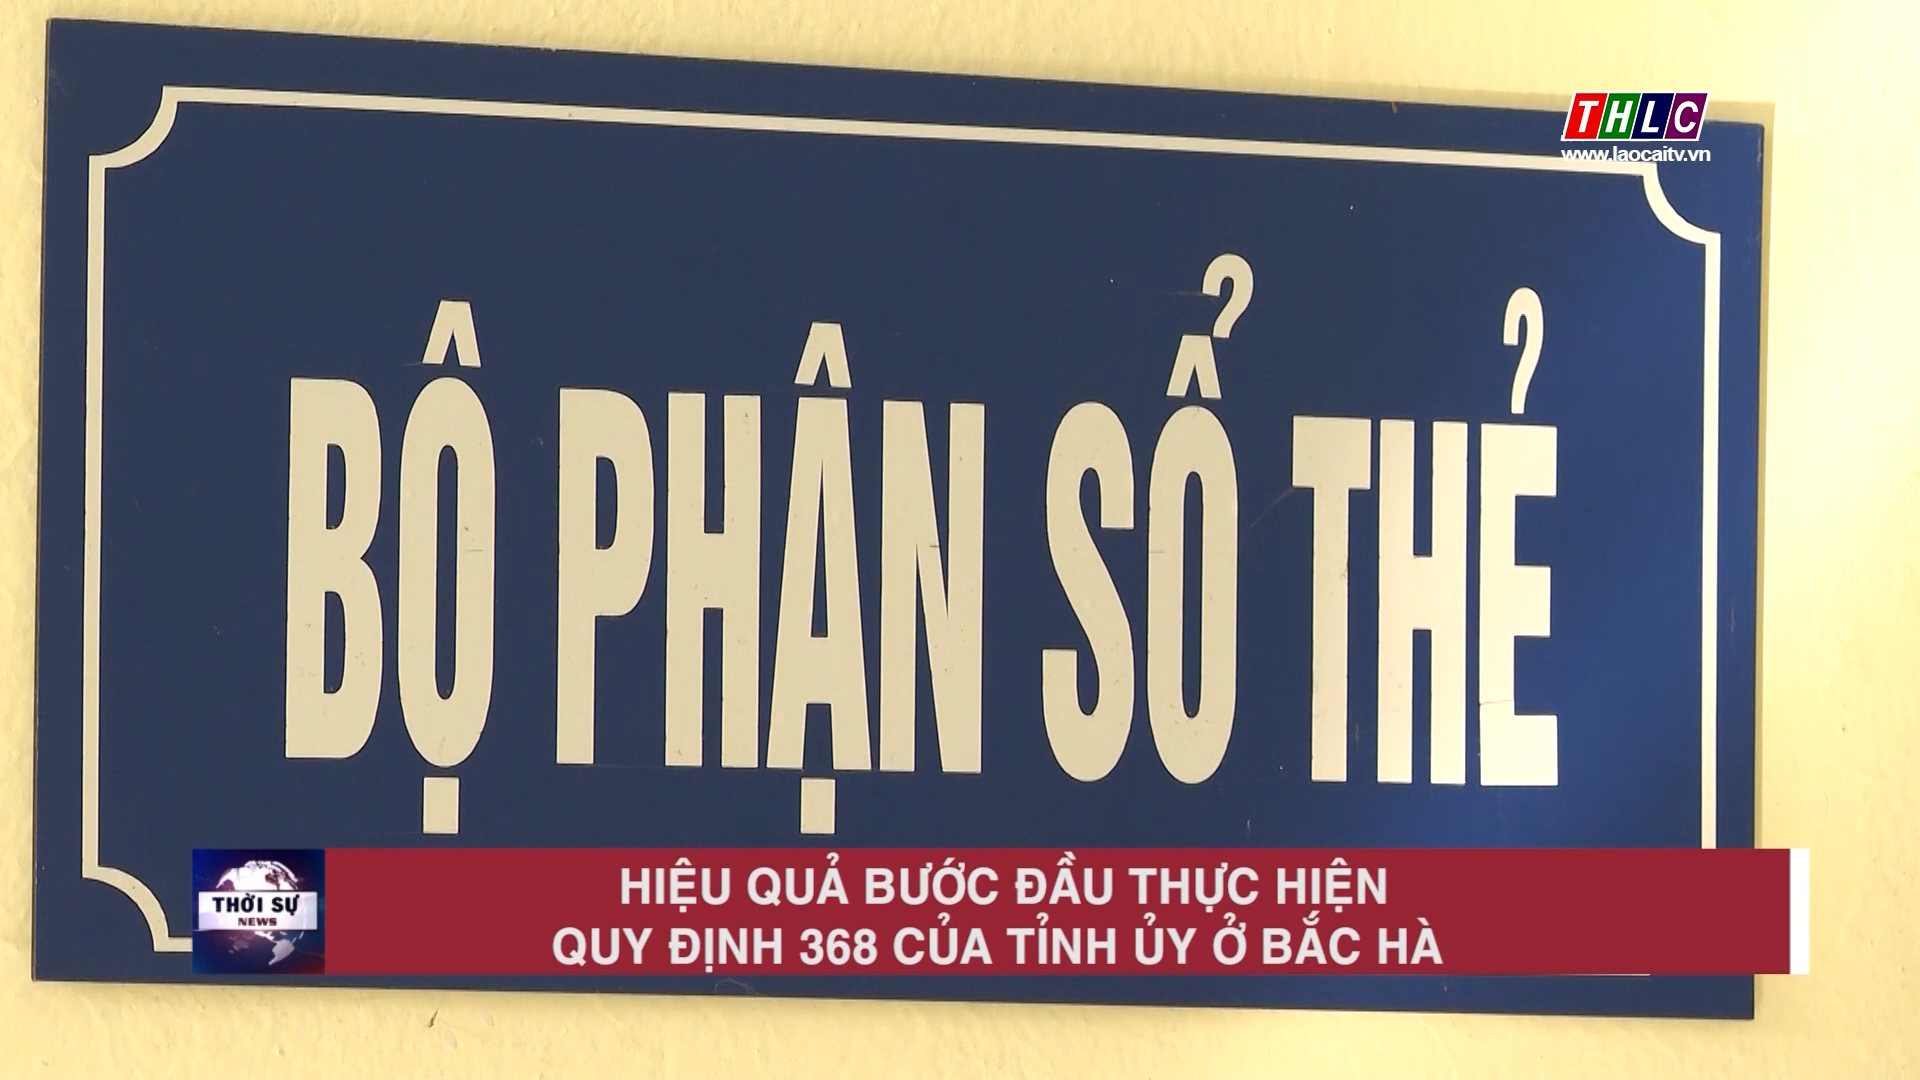 THLC
www.laocaitv.vn
BỘ PHẬN SỔ THẺ
THỜI SỰ
NEWS
HIỆU QUẢ BƯỚC ĐẦU THỰC HIỆN
QUY ĐỊNH 368 CỦA TỈNH ỦY Ở BẮC HÀ